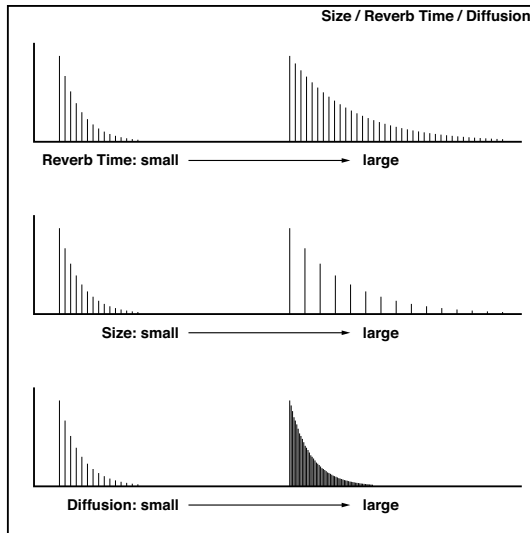 Size / Reverb Time / Diffusion
Reverb Time: small large
Size: small large
Diffusion: small large